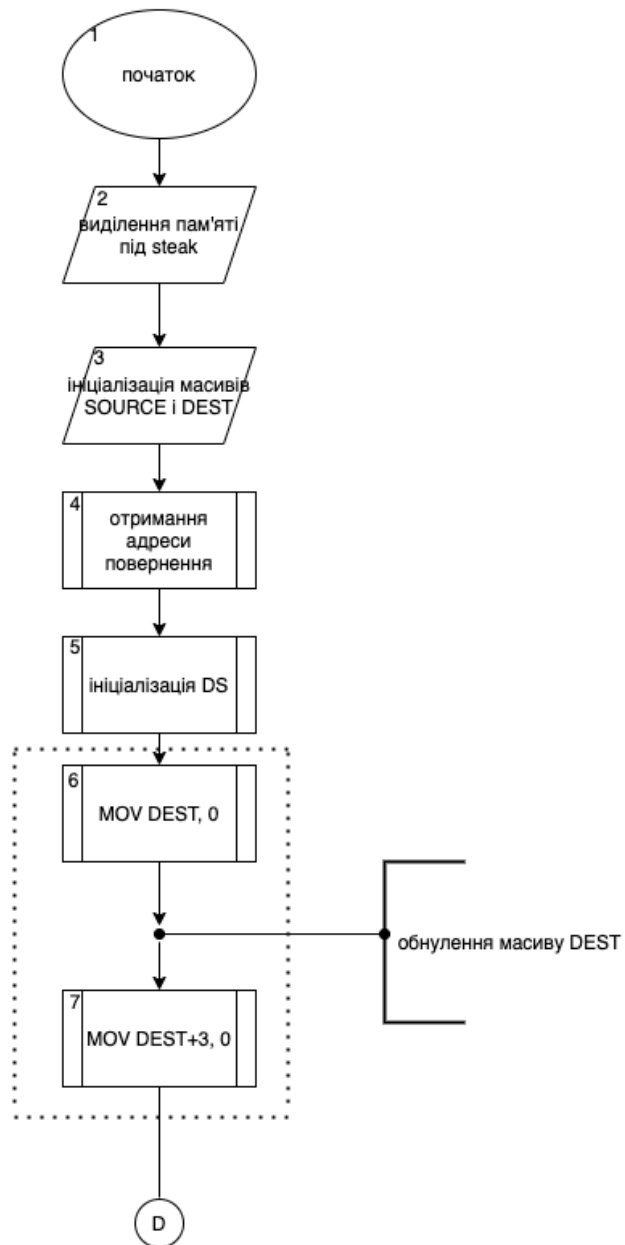 1
початок
2
виділення пам'яті
під steak
3
ініціалізація масивів
SOURCE і DEST
4
отримання
адреси
повернення
5
ініціалізація DS
6
MOV DEST, 0
обнулення масиву DEST
7
MOV DEST+3, 0
D